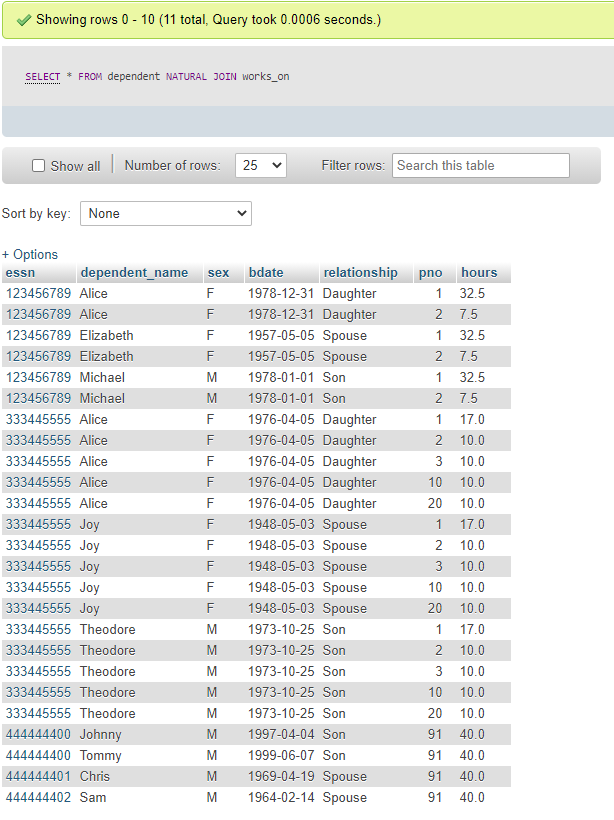 Showing rows 0 - 10 (11 total, Query took 0.0006 seconds.)
SELECT * FROM dependent NATURAL JOIN works_on
Show all Number of rows: 25 Filter rows: Search this table
Sort by key: None
+ Options
essn dependent_name sex bdate relationship pno hours
123456789 Alice F 1978-12-31 Daughter 1 32.5
123456789 Alice F 1978-12-31 Daughter 2 7.5
123456789 Elizabeth F 1957-05-05 Spouse 1 32.5
123456789 Elizabeth F 1957-05-05 Spouse 2 7.5
123456789 Michael M 1978-01-01 Son 1 32.5
123456789 Michael M 1978-01-01 Son 2 7.5
333445555 Alice F 1976-04-05 Daughter 1 17.0
333445555 Alice F 1976-04-05 Daughter 2 10.0
333445555 Alice F 1976-04-05 Daughter 3 10.0
333445555 Alice F 1976-04-05 Daughter 10 10.0
333445555 Alice F 1976-04-05 Daughter 20 10.0
333445555 Joy F 1948-05-03 Spouse 1 17.0
333445555 Joy F 1948-05-03 Spouse 2 10.0
333445555 Joy F 1948-05-03 Spouse 3 10.0
333445555 Joy F 1948-05-03 Spouse 10 10.0
333445555 Joy F 1948-05-03 Spouse 20 10.0
333445555 Theodore M 1973-10-25 Son 1 17.0
333445555 Theodore M 1973-10-25 Son 2 10.0
333445555 Theodore M 1973-10-25 Son 3 10.0
333445555 Theodore M 1973-10-25 Son 10 10.0
333445555 Theodore M 1973-10-25 Son 20 10.0
444444400 Johnny M 1997-04-04 Son 91 40.0
444444400 Tommy M 1999-06-07 Son 91 40.0
444444401 Chris M 1969-04-19 Spouse 91 40.0
444444402 Sam M 1964-02-14 Spouse 91 40.0